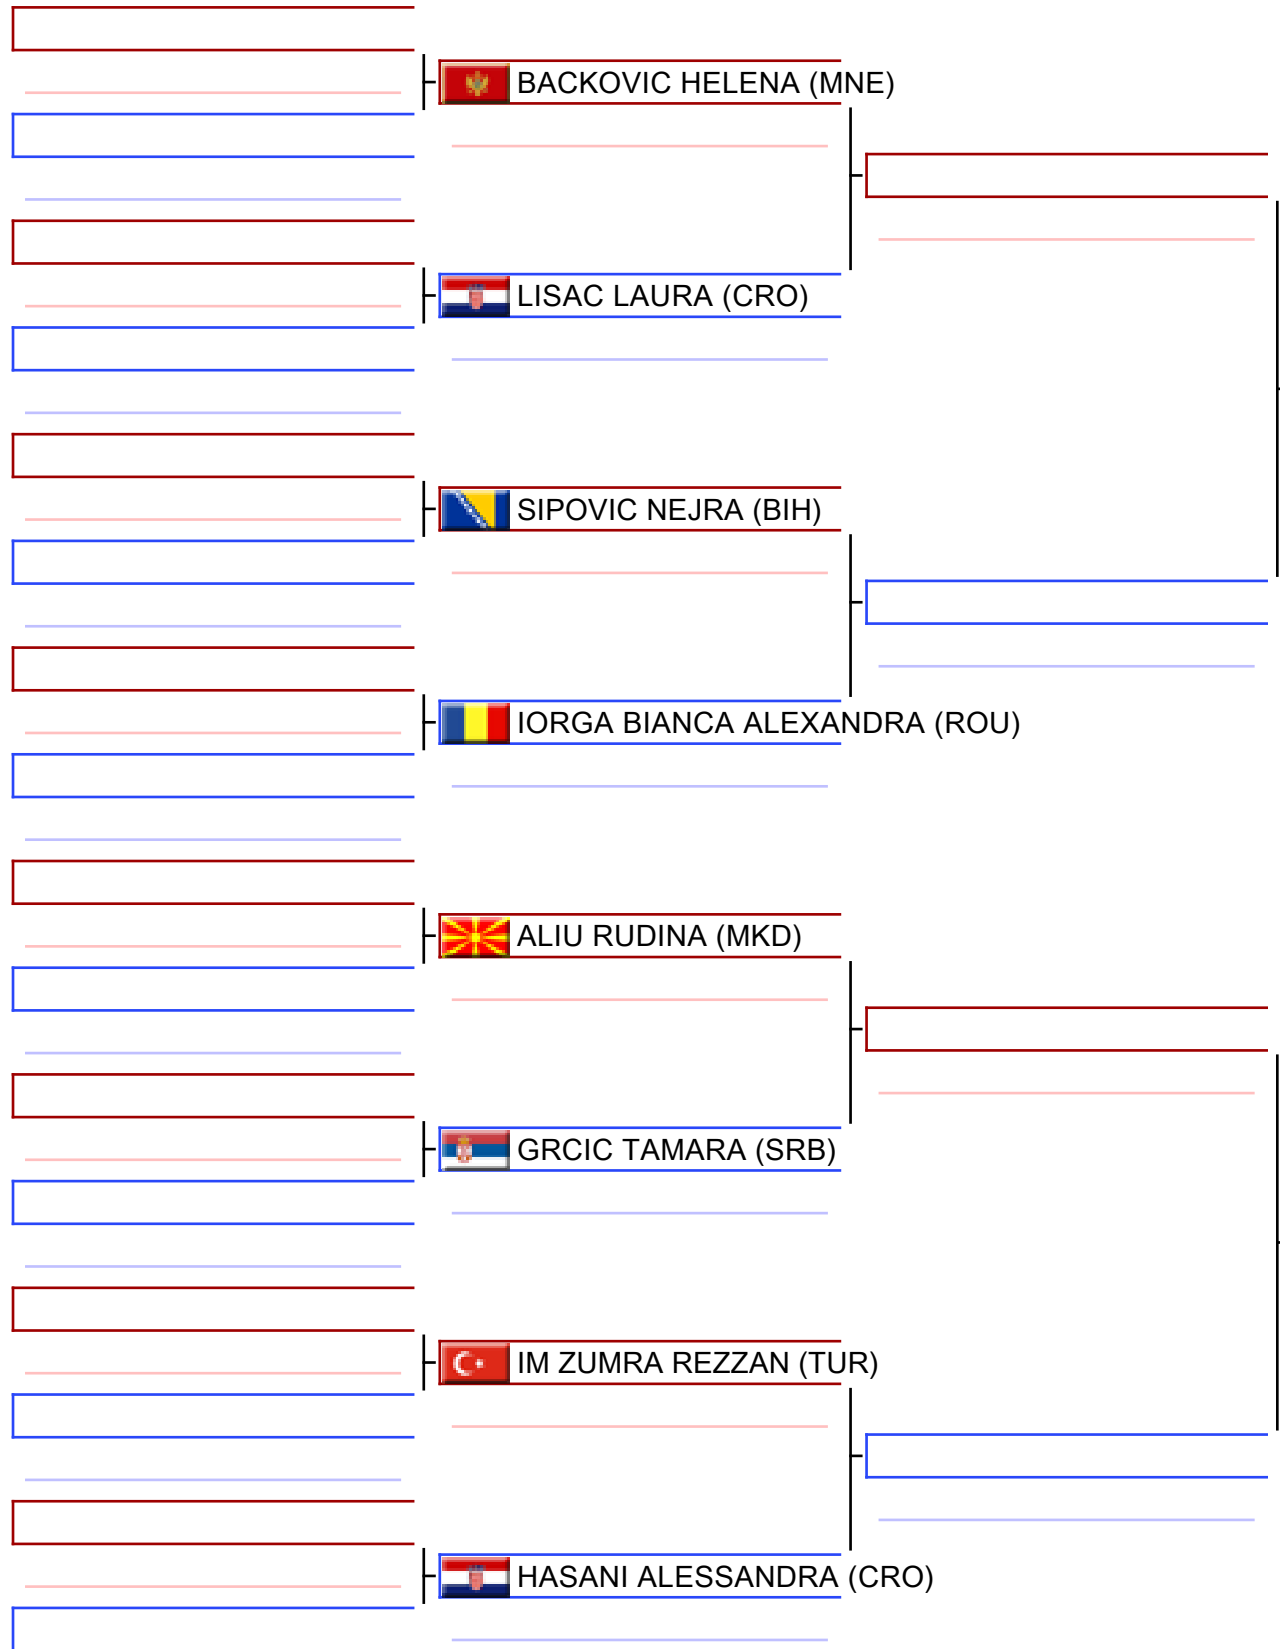 BACKOVIC HELENA (MNE)
LISAC LAURA (CRO)
SIPOVIC NEJRA (BIH)
IORGA BIANCA ALEXANDRA (ROU)
ALIU RUDINA (MKD)
GRCIC TAMARA (SRB)
IM ZUMRA REZZAN (TUR)
HASANI ALESSANDRA (CRO)